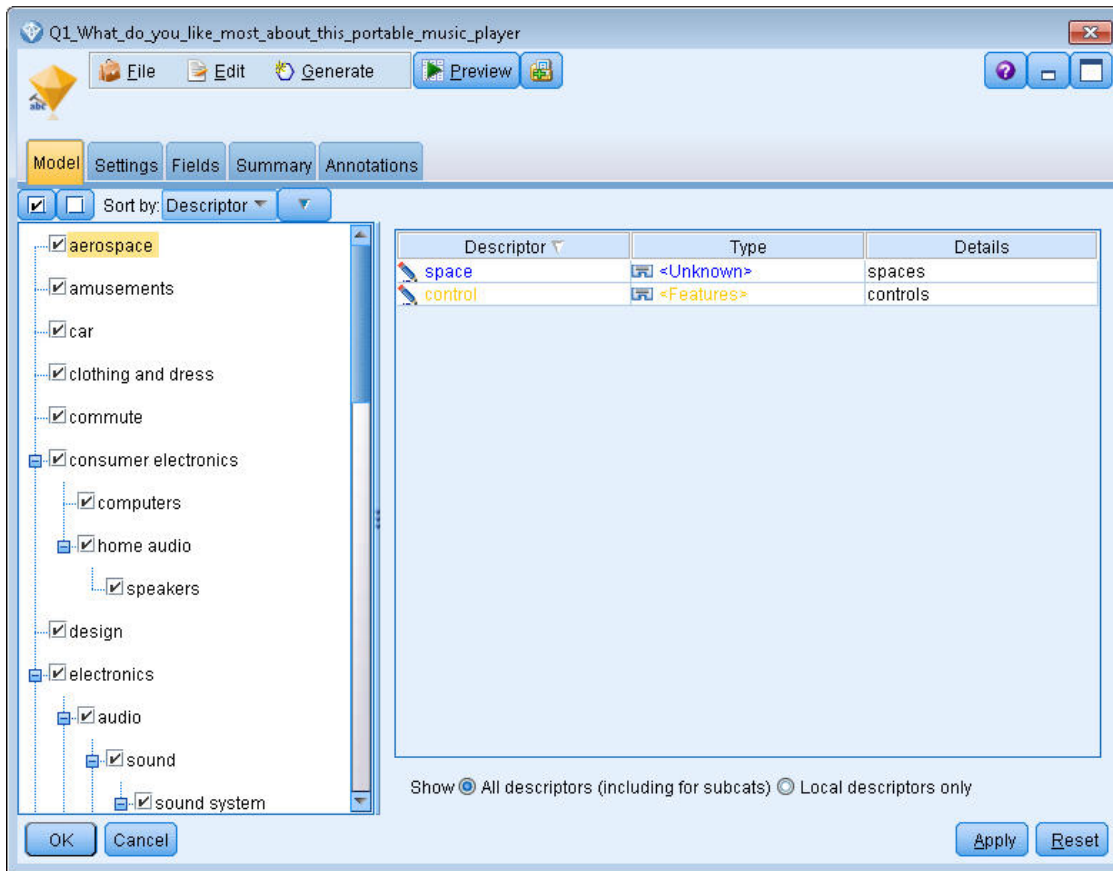 Q1_What_do_you_like_most_about_this_portable_music_player
File Edit Generate Preview
abc
Model Settings Fields Summary Annotations
Sort by: Descriptor
aerospace
amusements
car
clothing and dress
commute
consumer electronics
computers
home audio
speakers
design
electronics
audio
sound
sound system
Descriptor Type Details
space <Unknown> spaces
control <Features> controls
Show All descriptors (including for subcats) Local descriptors only
OK Cancel Apply Reset